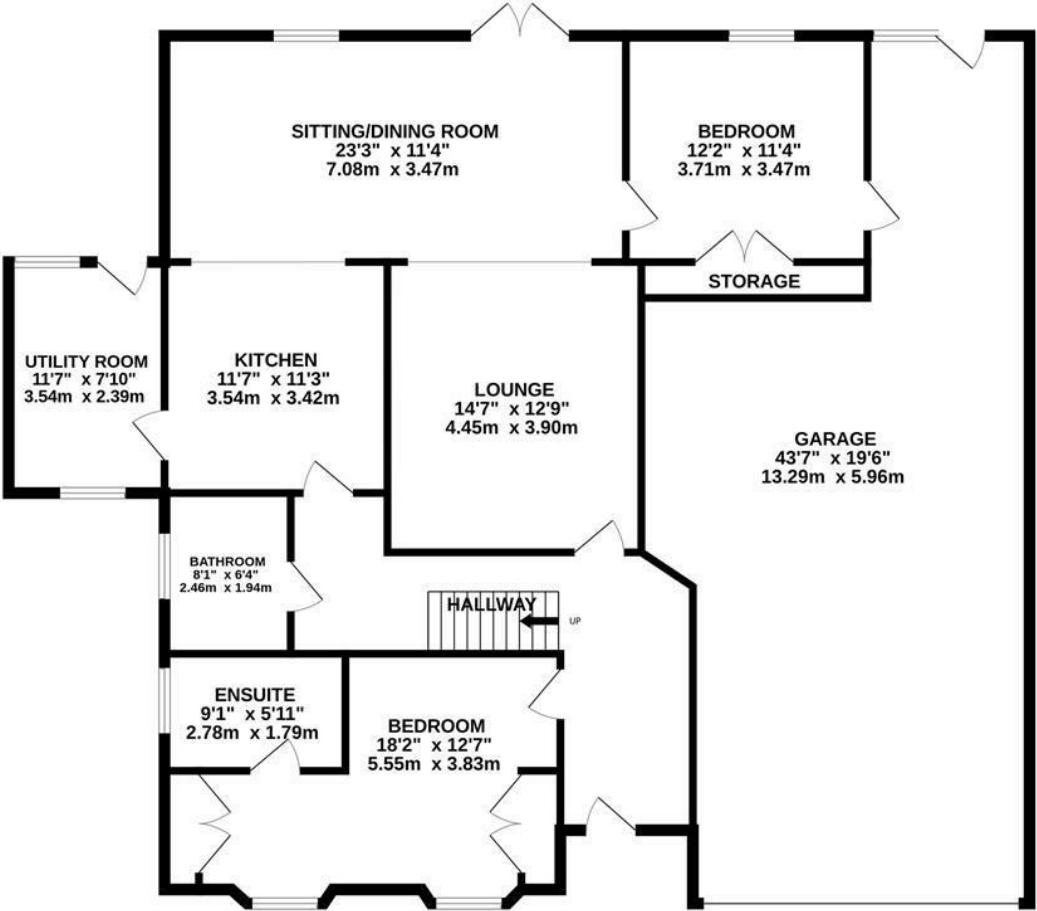 SITTING/DINING ROOM
23'3" x 11'4"
7.08m x 3.47m
BEDROOM
12'2" x 11'4"
3.71m x 3.47m
STORAGE
UTILITY ROOM
11'7" x 7'10"
3.54m x 2.39m
KITCHEN
11'7" x 11'3"
3.54m x 3.42m
LOUNGE
14'7" x 12'9"
4.45m x 3.90m
GARAGE
43'7" x 19'6"
13.29m x 5.96m
BATHROOM
8'1" x 6'4"
2.46m x 1.94m
HALLWAY
UP
ENSUITE
9'1" x 5'11"
2.78m x 1.79m
BEDROOM
18'2" x 12'7"
5.55m x 3.83m